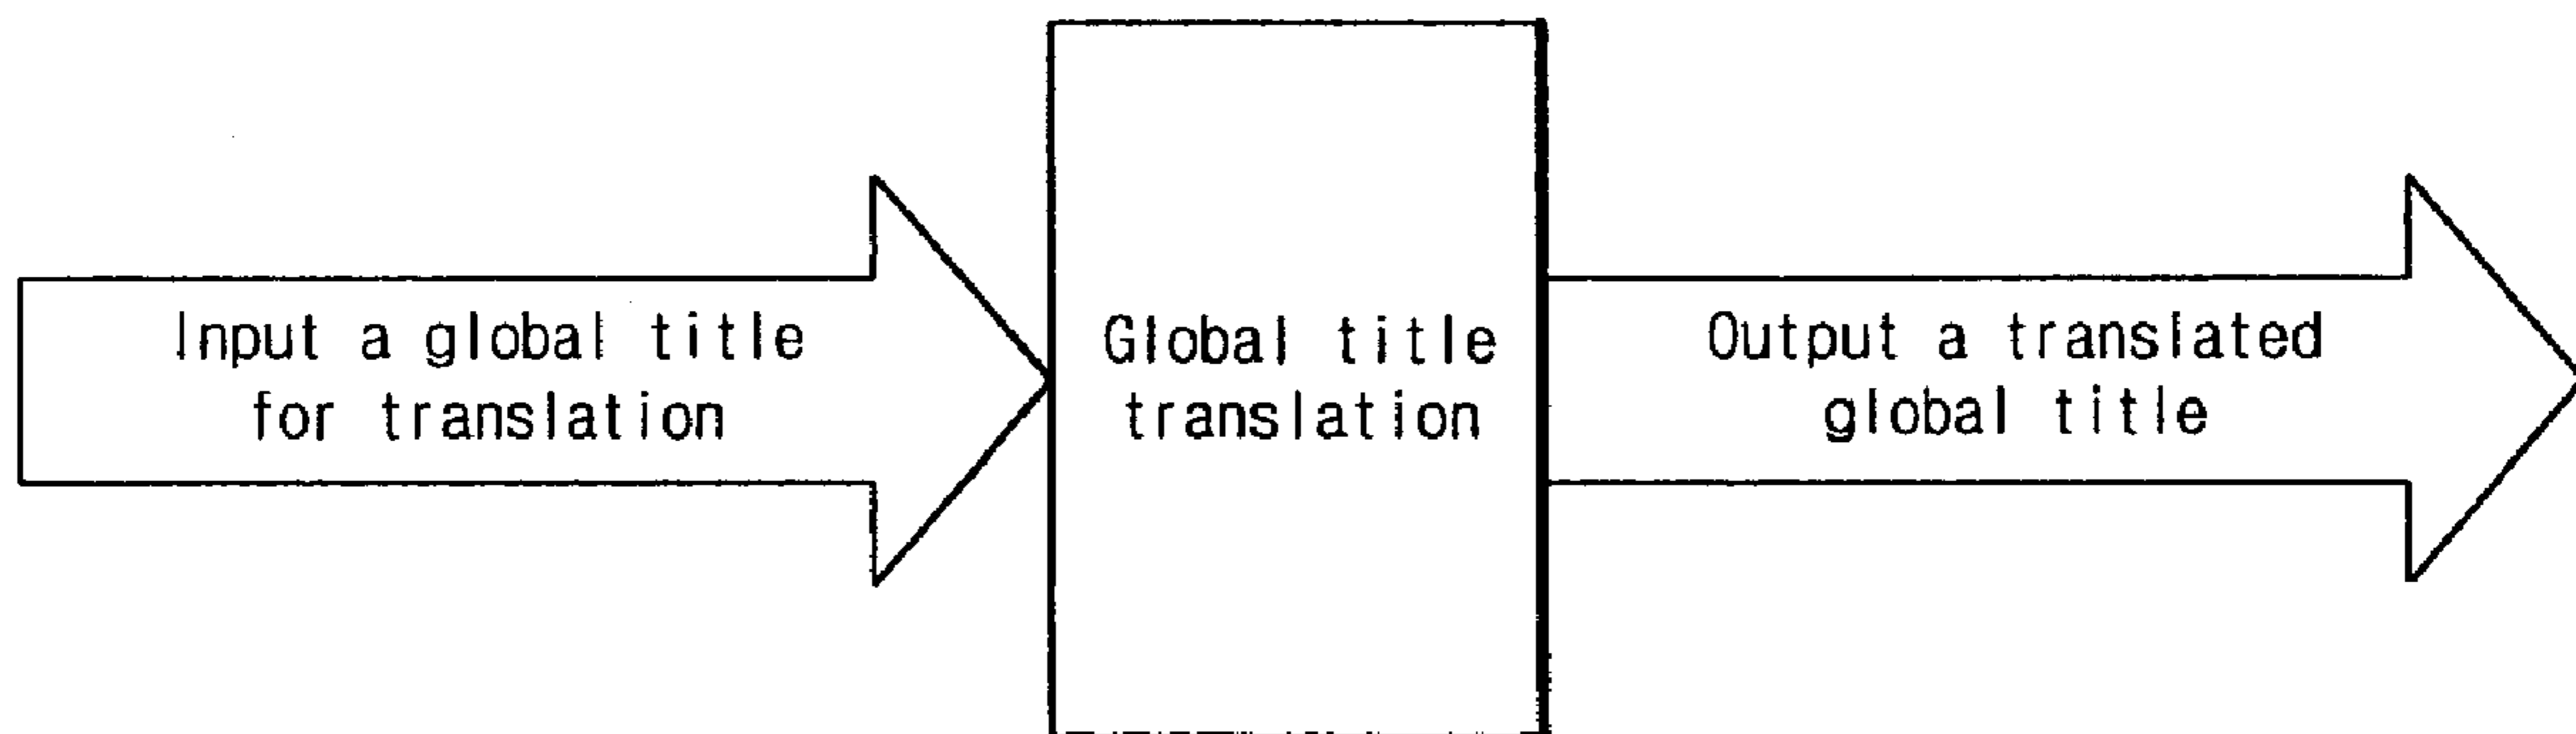 Input a global title
for translation
Global title
translation
Output a translated
global title